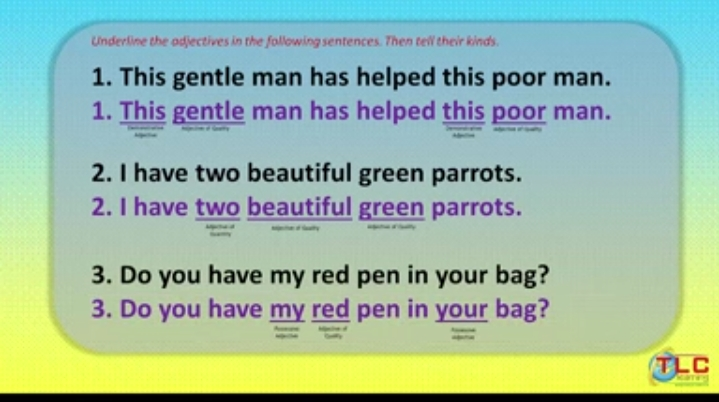 Underline the adjectives in the following sentences. Then tell their kinds.
1. This gentle man has helped this poor man.
1. This gentle man has helped this poor man.
Demonstrative Adjective of Quality Demonstrative Adjective of Quality
Adjective Adjective
2. I have two beautiful green parrots.
2. I have two beautiful green parrots.
Adjective of Adjective of Quality Adjective of Quality
Quantity
3. Do you have my red pen in your bag?
3. Do you have my red pen in your bag?
Possessive Adjective of Possessive
Adjective Quality Adjective
TLC
learning